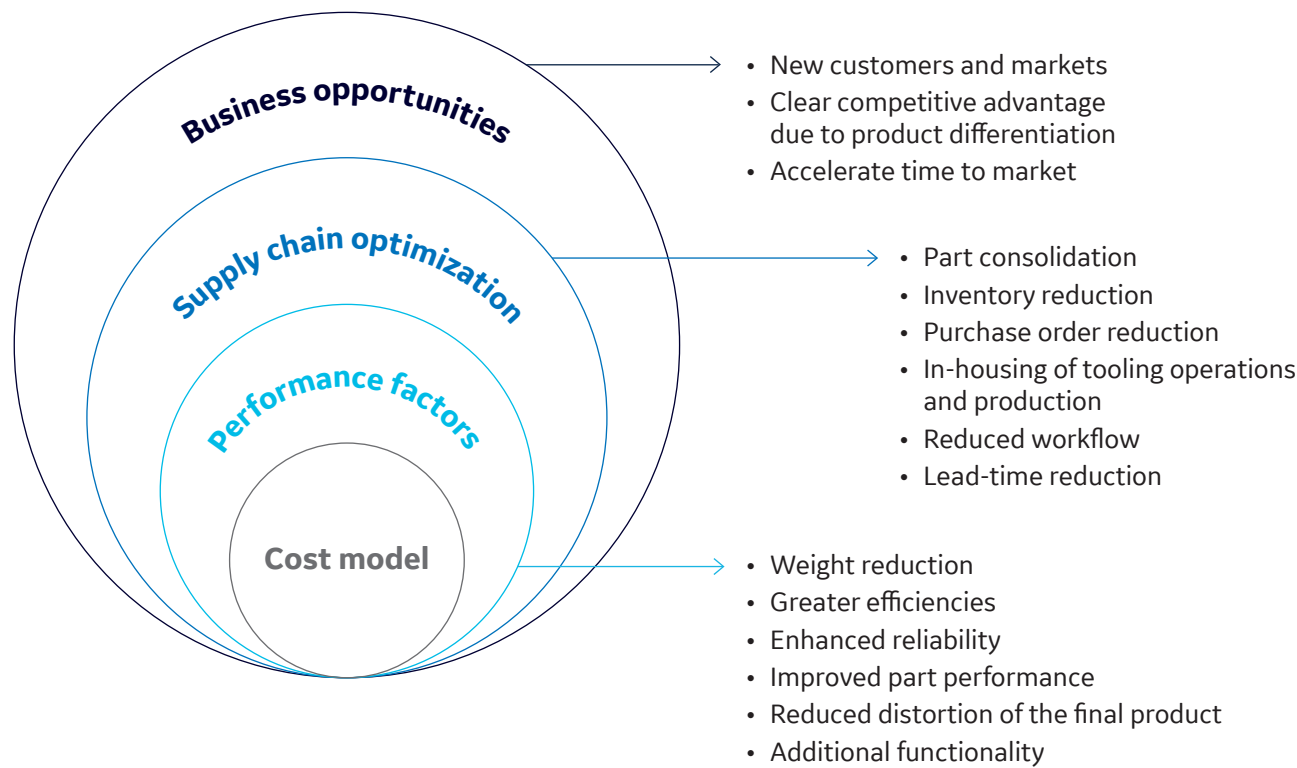 Business opportunities
• New customers and markets
• Clear competitive advantage
due to product differentiation
• Accelerate time to market
Supply chain optimization
• Part consolidation
• Inventory reduction
• Purchase order reduction
• In-housing of tooling operations
and production
• Reduced workflow
• Lead-time reduction
Performance factors
Cost model
• Weight reduction
• Greater efficiencies
• Enhanced reliability
• Improved part performance
• Reduced distortion of the final product
• Additional functionality